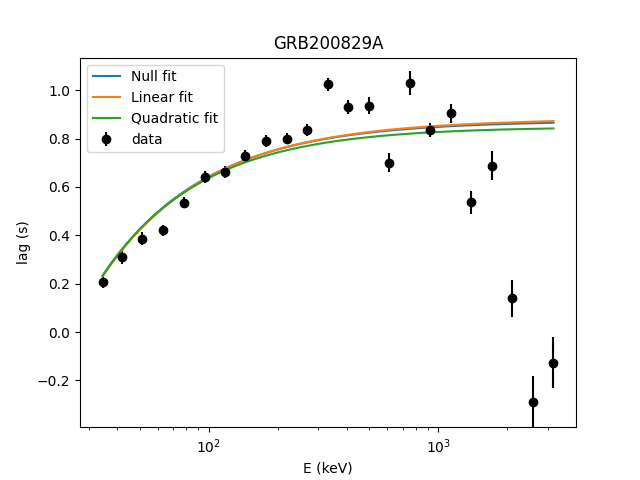 GRB200829A
Null fit
Linear fit
Quadratic fit
data
lag (s)
1.0
0.8
0.6
0.4
0.2
0.0
−0.2
10²
10³
E (keV)